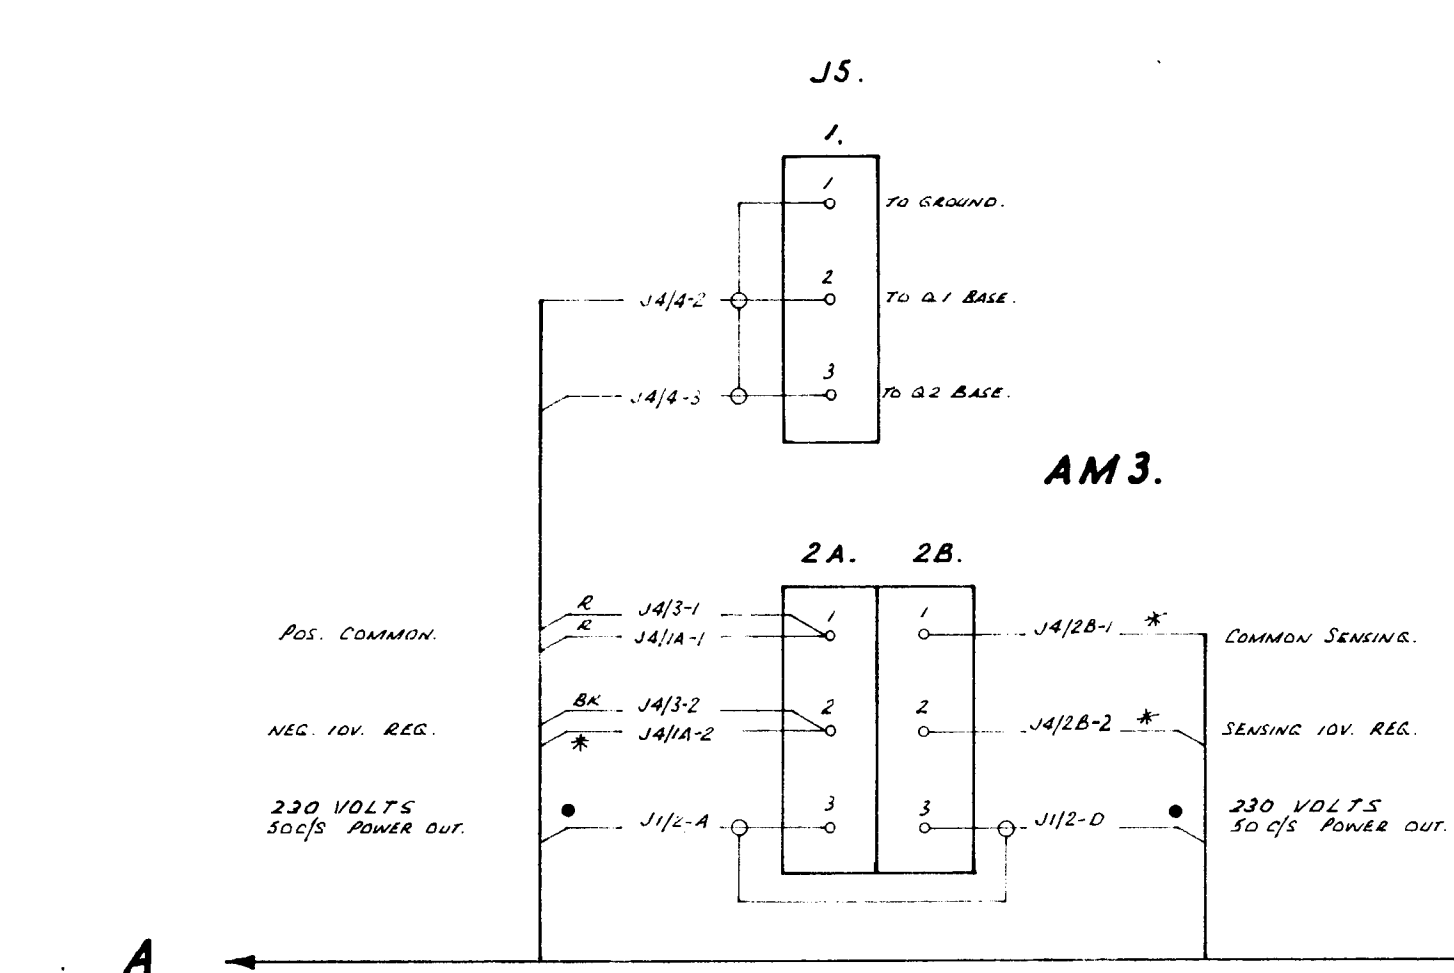 J5.
1.
1
TO GROUND.
2
J4/4-2
TO Q1 BASE.
3
J4/4-3
TO Q2 BASE.
AM3.
2A. 2B.
R J4/3-1
1 1
POS. COMMON.
R J4/1A-1
J4/2B-1 *
COMMON SENSING.
BK J4/3-2
2 2
NEG. 10V. REG.
* J4/1A-2
J4/2B-2 *
SENSING 10V. REG.
3 3
230 VOLTS
50 C/S POWER OUT.
J1/2-A
J1/2-D
230 VOLTS
50 C/S POWER OUT.
A